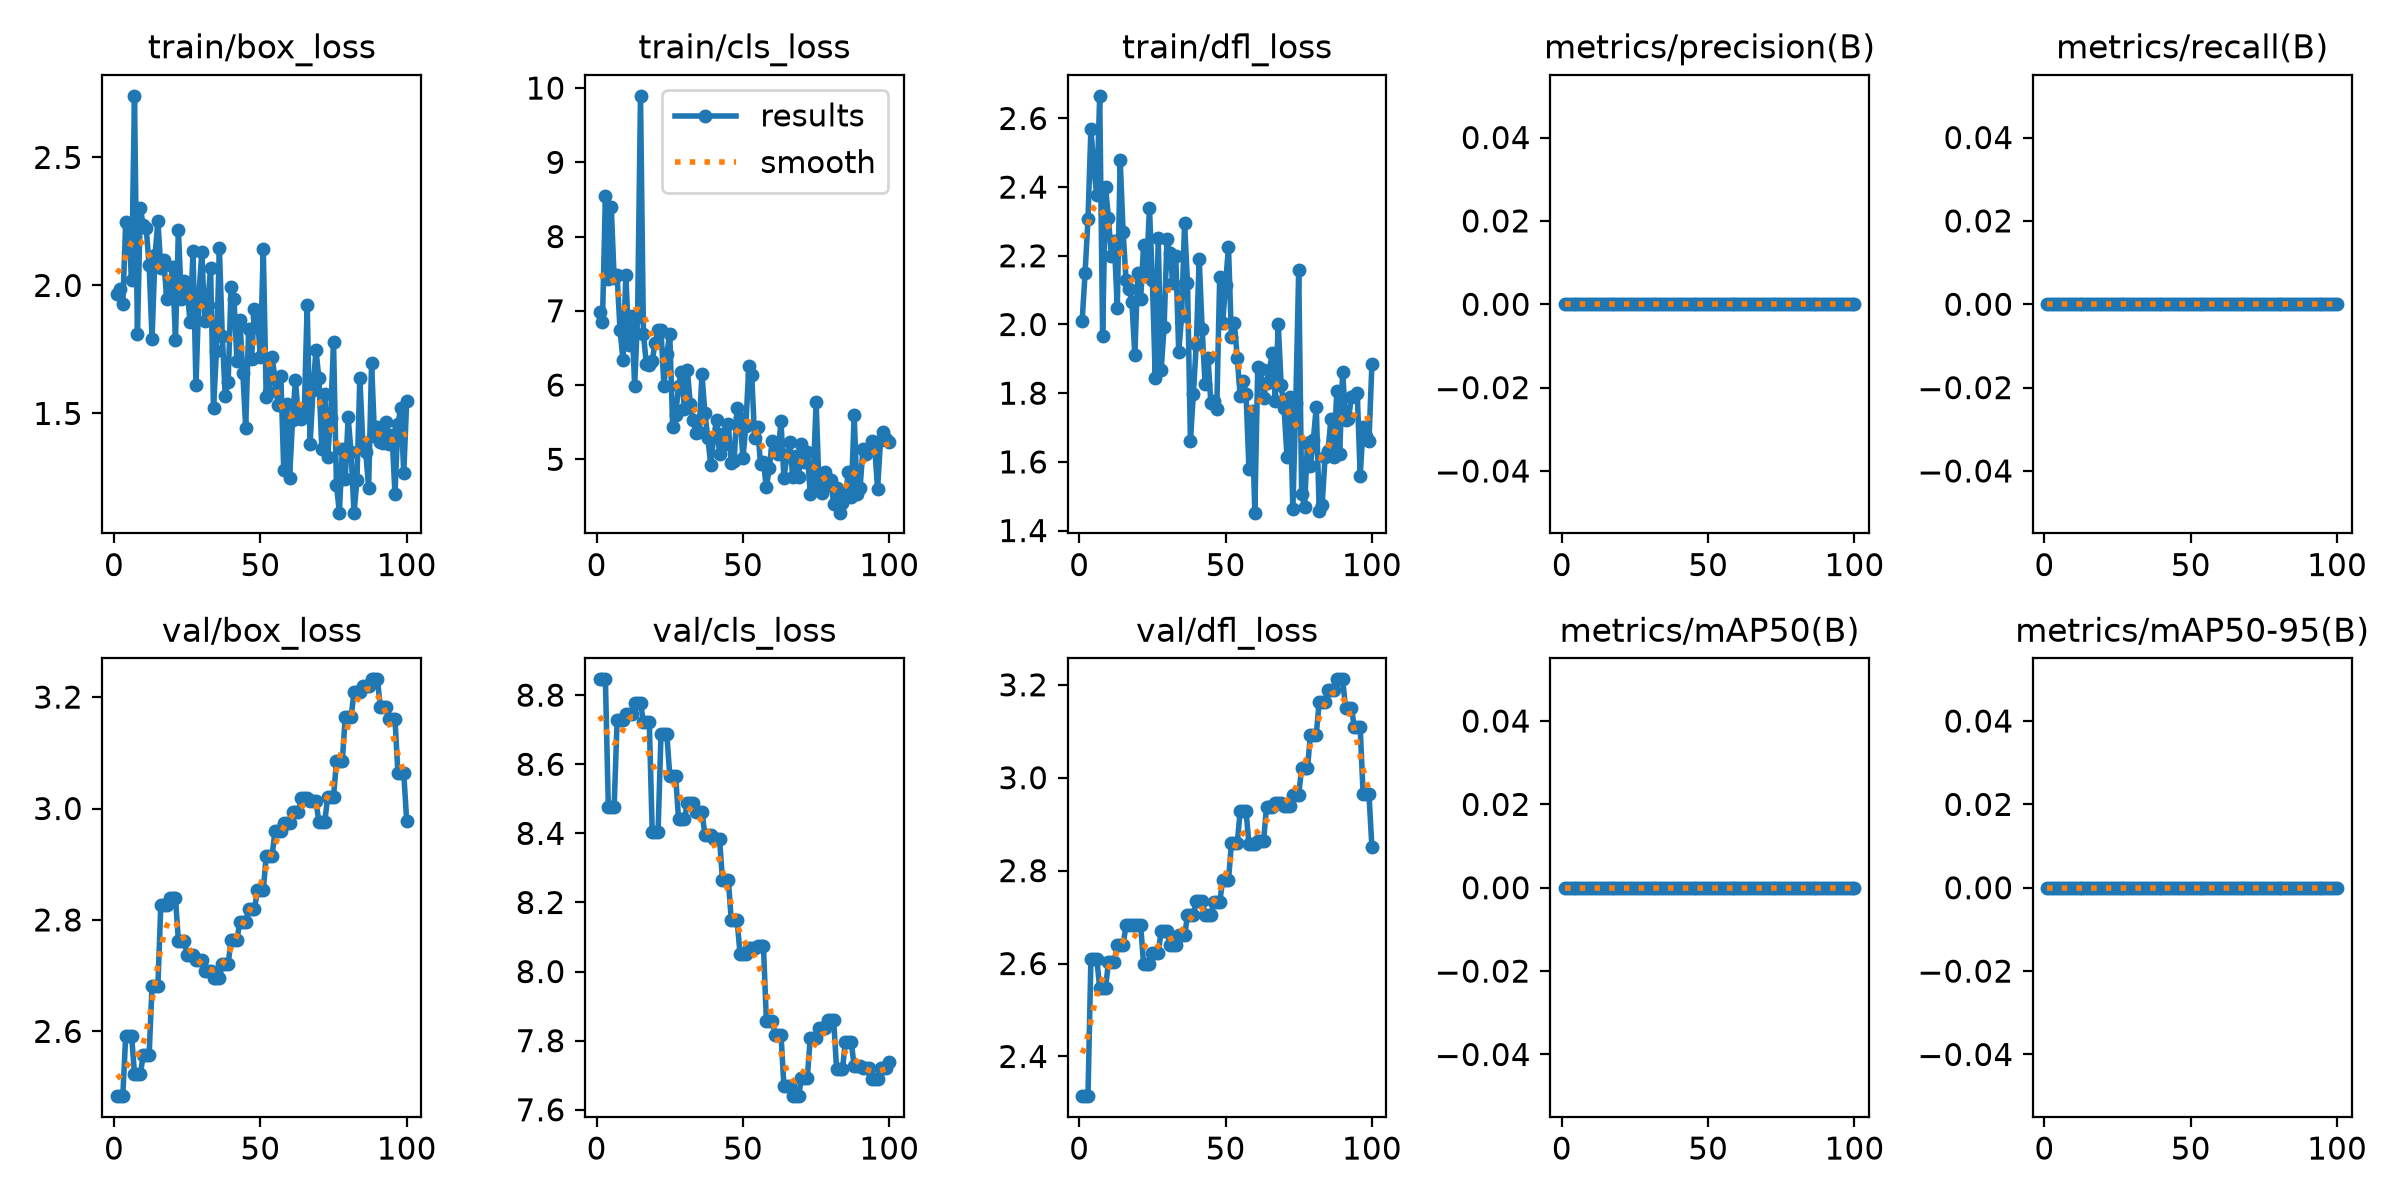 train/box_loss
2.5
2.0
1.5
0 50 100
train/cls_loss
results
smooth
10
9
8
7
6
5
0 50 100
train/dfl_loss
2.6
2.4
2.2
2.0
1.8
1.6
1.4
0 50 100
metrics/precision(B)
0.04
0.02
0.00
−0.02
−0.04
0 50 100
metrics/recall(B)
0.04
0.02
0.00
−0.02
−0.04
0 50 100
val/box_loss
3.2
3.0
2.8
2.6
0 50 100
val/cls_loss
8.8
8.6
8.4
8.2
8.0
7.8
7.6
0 50 100
val/dfl_loss
3.2
3.0
2.8
2.6
2.4
0 50 100
metrics/mAP50(B)
0.04
0.02
0.00
−0.02
−0.04
0 50 100
metrics/mAP50-95(B)
0.04
0.02
0.00
−0.02
−0.04
0 50 100